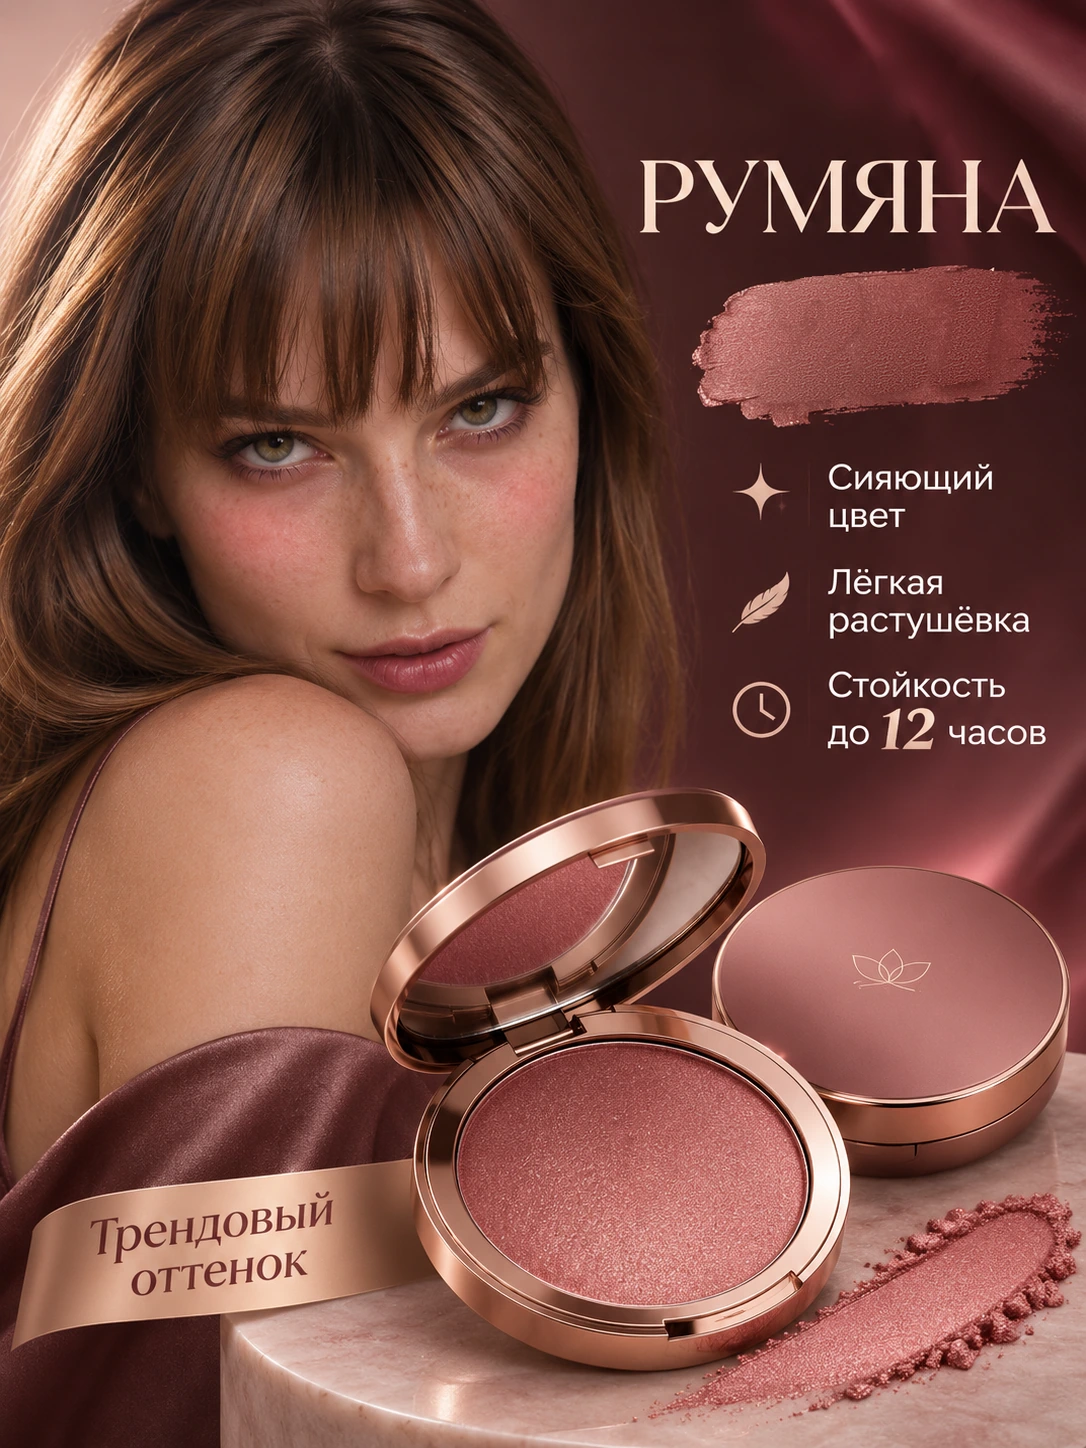 РУМЯНА
Сияющий
цвет
Лёгкая
растушёвка
Стойкость
до 12 часов
Трендовый
оттенок